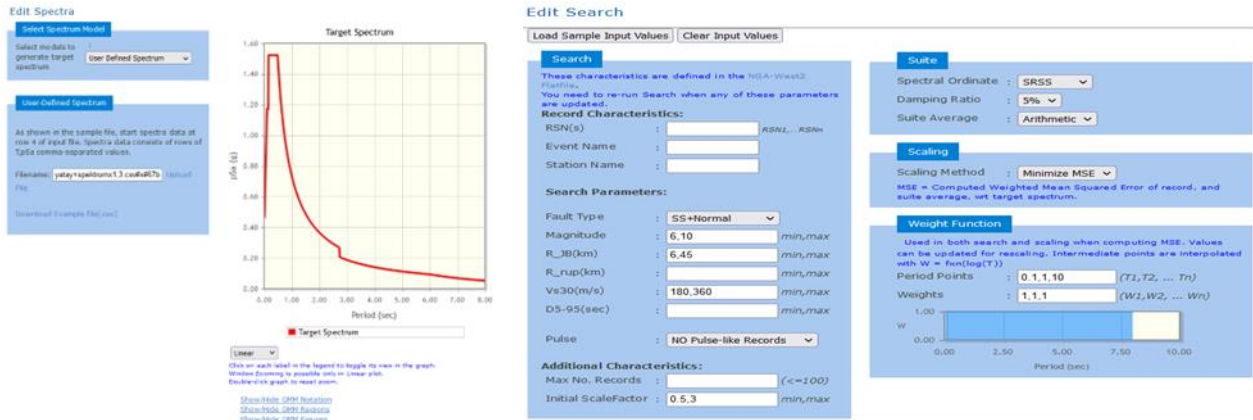 Edit Spectra
Select Spectrum Model
Select models to
generate target
spectrum
:
User Defined Spectrum
User-Defined Spectrum
As shown in the sample file, start spectra data at
row 4 of input file. Spectra data consists of rows of
T,pSa comma-separated values.
Filename: Upload
File
Download Example file[.csv]
Target Spectrum
1.60
1.20
1.00
0.80
0.60
0.40
0.20
0.00
pSa (g)
0.00 1.00 2.00 3.00 4.00 5.00 6.00 7.00 8.00
Period (sec)
Target Spectrum
Linear
Click on each label in the legend to toggle its view in the graph.
Window Zooming is possible only in Linear plot.
Double-click graph to reset zoom.
Show/Hide GMM Notation
Show/Hide GMM Regions
Show/Hide GMM
Edit Search
Load Sample Input Values Clear Input Values
Search
These characteristics are defined in the NGA-West2
Flatfile.
You need to re-run Search when any of these parameters
are updated.
Record Characteristics:
RSN(s) : RSN1,..RSNn
Event Name :
Station Name :
Search Parameters:
Fault Type : SS+Normal
Magnitude : 6,10 min,max
R_JB(km) : 6,45 min,max
R_rup(km) : min,max
Vs30(m/s) : 180,360 min,max
D5-95(sec) : min,max
Pulse : NO Pulse-like Records
Additional Characteristics:
Max No. Records : (<=100)
Initial ScaleFactor : 0.5,3 min,max
Suite
Spectral Ordinate : SRSS
Damping Ratio : 5%
Suite Average : Arithmetic
Scaling
Scaling Method : Minimize MSE
MSE = Computed Weighted Mean Squared Error of record, and
suite average, wrt target spectrum.
Weight Function
Used in both search and scaling when computing MSE. Values
can be updated for rescaling. Intermediate points are interpolated
with W = fxn(log(T))
Period Points : 0.1,1,10 (T1,T2, ... Tn)
Weights : 1,1,1 (W1,W2, ... Wn)
1.00
W
0.00
0.00 2.50 5.00 7.50 10.00
Period (sec)